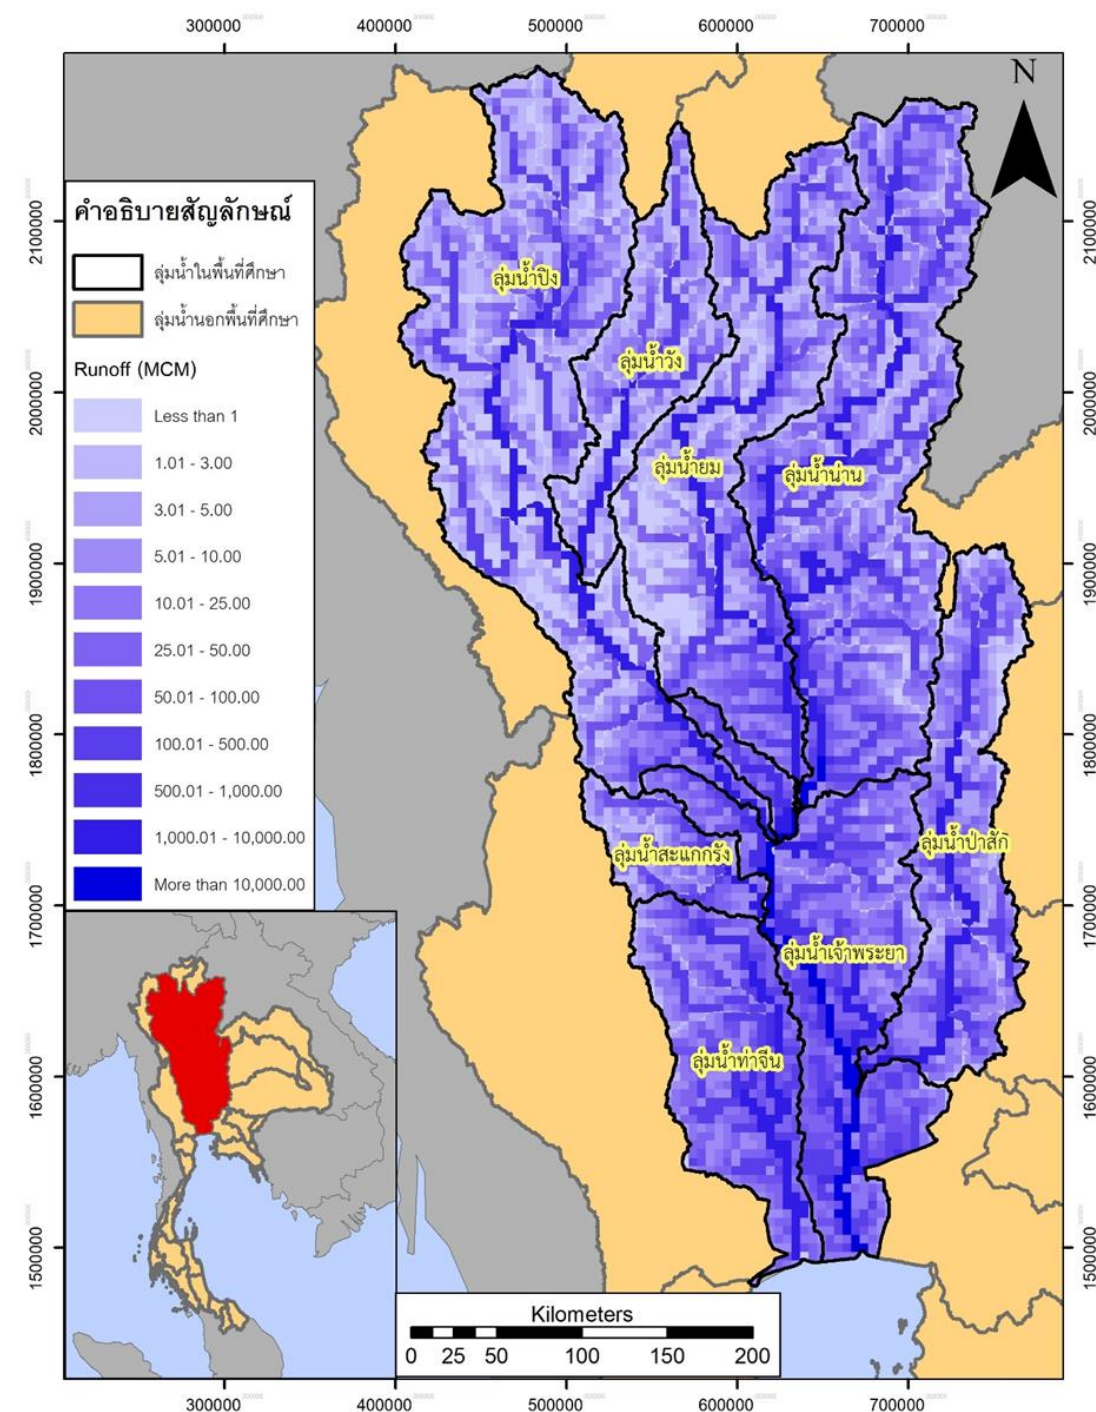 300000 400000 500000 600000 700000
N
คำอธิบายสัญลักษณ์
ลุ่มน้ำในพื้นที่ศึกษา
ลุ่มน้ำนอกพื้นที่ศึกษา
Runoff (MCM)
Less than 1
1.01 - 3.00
3.01 - 5.00
5.01 - 10.00
10.01 - 25.00
25.01 - 50.00
50.01 - 100.00
100.01 - 500.00
500.01 - 1,000.00
1,000.01 - 10,000.00
More than 10,000.00
2100000
2000000
1900000
1800000
1700000
1600000
1500000
ลุ่มน้ำปิง
ลุ่มน้ำวัง
ลุ่มน้ำยม
ลุ่มน้ำน่าน
ลุ่มน้ำป่าสัก
ลุ่มน้ำสะแกกรัง
ลุ่มน้ำเจ้าพระยา
ลุ่มน้ำท่าจีน
2100000
2000000
1900000
1800000
1700000
1600000
1500000
Kilometers
0 25 50 100 150 200
300000 400000 500000 600000 700000